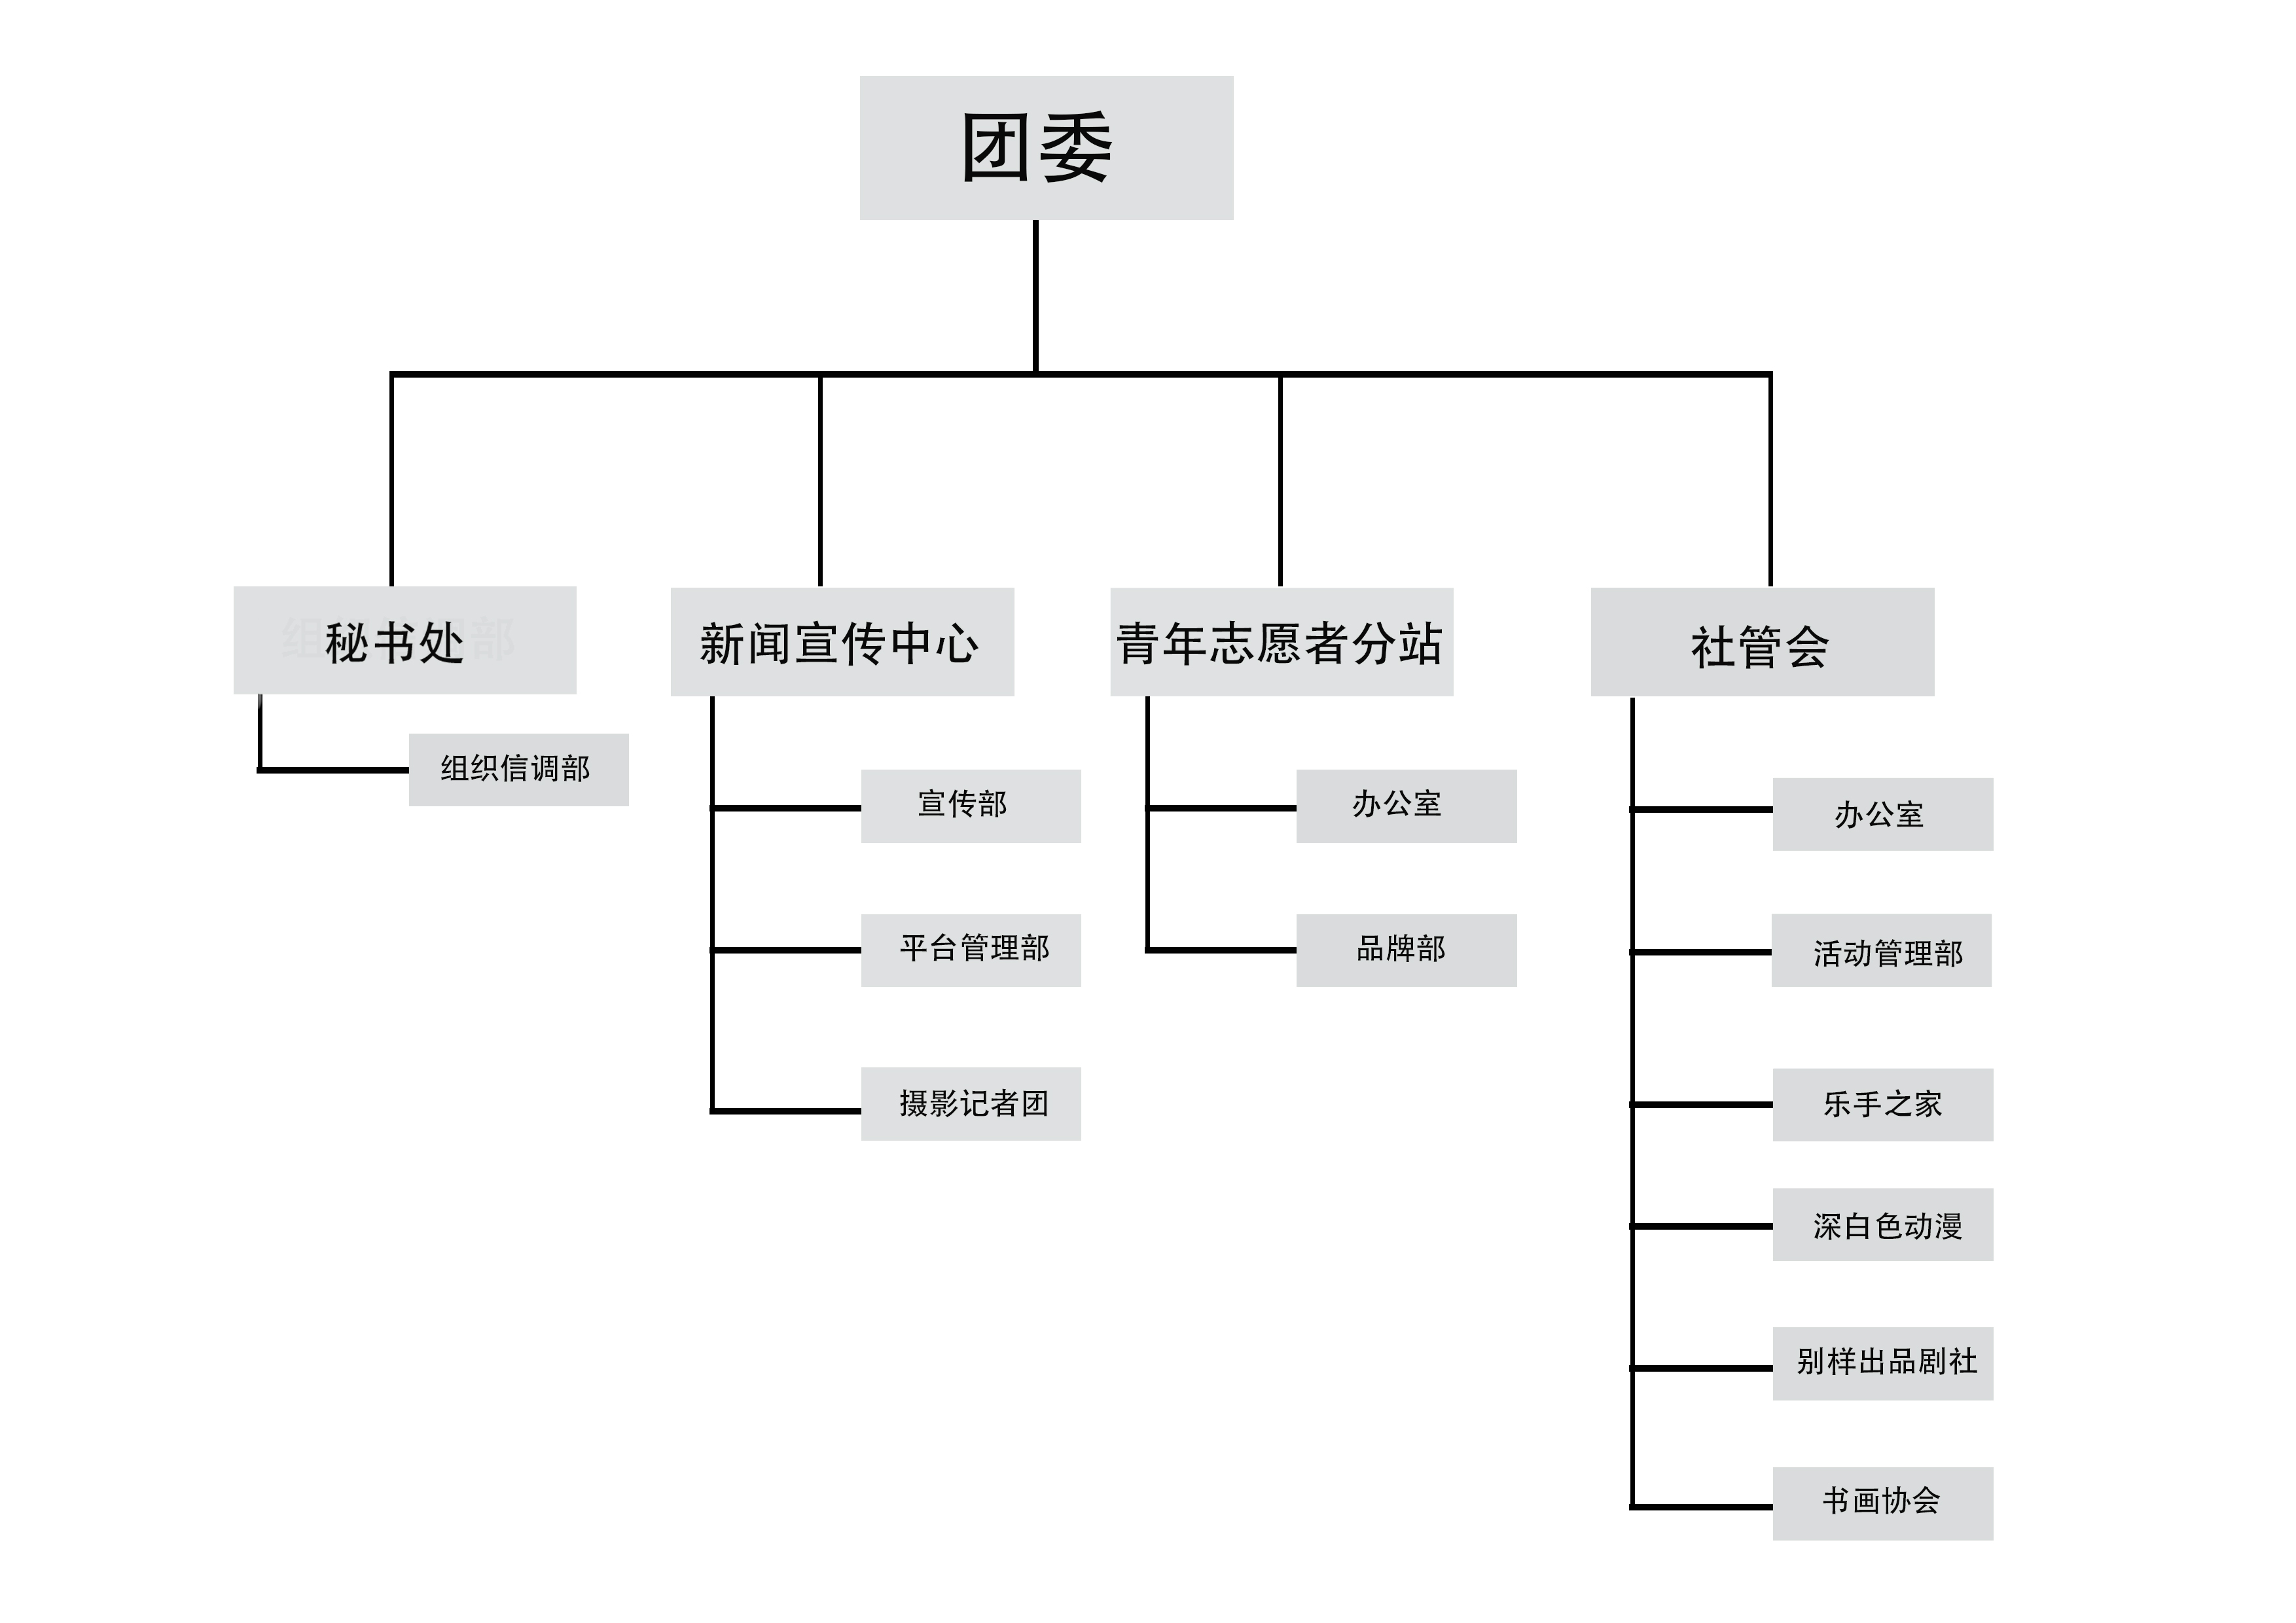 团委
秘书处
新闻宣传中心
青年志愿者分站
社管会
组织信调部
宣传部
平台管理部
摄影记者团
办公室
品牌部
办公室
活动管理部
乐手之家
深白色动漫
别样出品剧社
书画协会